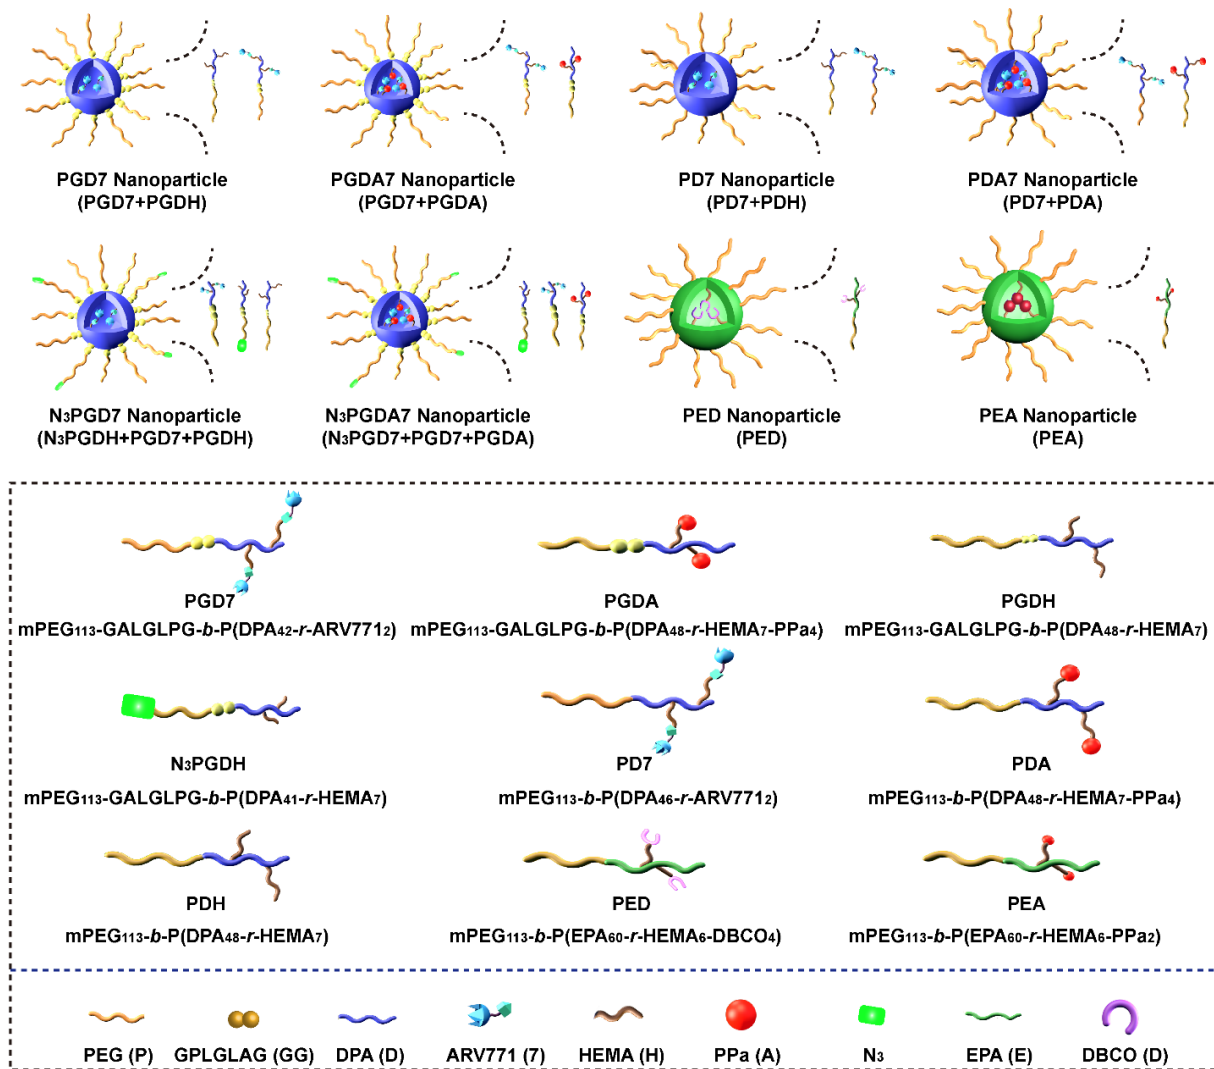 PGD7 Nanoparticle
(PGD7+PGDH)
PGDA7 Nanoparticle
(PGD7+PGDA)
PD7 Nanoparticle
(PD7+PDH)
PDA7 Nanoparticle
(PD7+PDA)
N₃PGD7 Nanoparticle
(N₃PGDH+PGD7+PGDH)
N₃PGDA7 Nanoparticle
(N₃PGD7+PGD7+PGDA)
PED Nanoparticle
(PED)
PEA Nanoparticle
(PEA)
PGD7
mPEG₁₁₃-GALGLPG-b-P(DPA₄₂-r-ARV771₂)
PGDA
mPEG₁₁₃-GALGLPG-b-P(DPA₄₈-r-HEMA₇-PPa₄)
PGDH
mPEG₁₁₃-GALGLPG-b-P(DPA₄₈-r-HEMA₇)
N₃PGDH
mPEG₁₁₃-GALGLPG-b-P(DPA₄₁-r-HEMA₇)
PD7
mPEG₁₁₃-b-P(DPA₄₆-r-ARV771₂)
PDA
mPEG₁₁₃-b-P(DPA₄₈-r-HEMA₇-PPa₄)
PDH
mPEG₁₁₃-b-P(DPA₄₈-r-HEMA₇)
PED
mPEG₁₁₃-b-P(EPA₆₀-r-HEMA₆-DBCO₄)
PEA
mPEG₁₁₃-b-P(EPA₆₀-r-HEMA₆-PPa₂)
PEG (P)
GPLGLAG (GG)
DPA (D)
ARV771 (7)
HEMA (H)
PPa (A)
N₃
EPA (E)
DBCO (D)